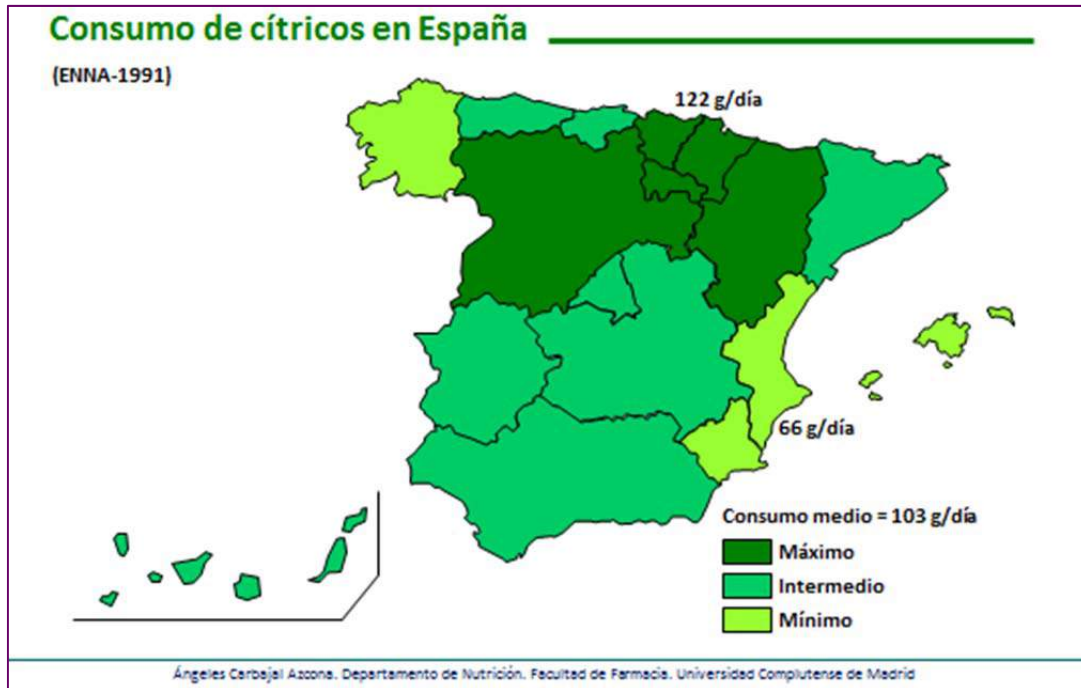 Consumo de cítricos en España
(ENNA-1991)
122 g/día
66 g/día
Consumo medio = 103 g/día
Máximo
Intermedio
Mínimo
Ángeles Carbajal Azcona. Departamento de Nutrición. Facultad de Farmacia. Universidad Complutense de Madrid